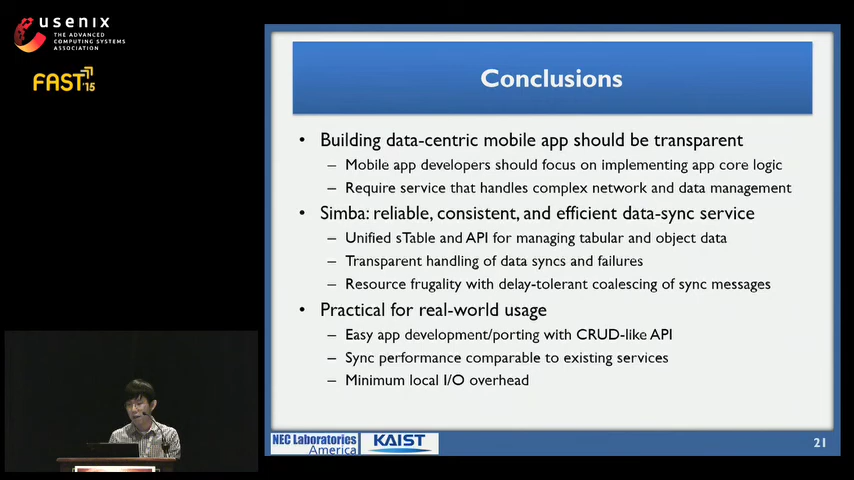 usenix
THE ADVANCED
COMPUTING SYSTEMS
ASSOCIATION
FAST '15
Conclusions
• Building data-centric mobile app should be transparent
– Mobile app developers should focus on implementing app core logic
– Require service that handles complex network and data management
• Simba: reliable, consistent, and efficient data-sync service
– Unified sTable and API for managing tabular and object data
– Transparent handling of data syncs and failures
– Resource frugality with delay-tolerant coalescing of sync messages
• Practical for real-world usage
– Easy app development/porting with CRUD-like API
– Sync performance comparable to existing services
– Minimum local I/O overhead
NEC Laboratories
America
KAIST
21